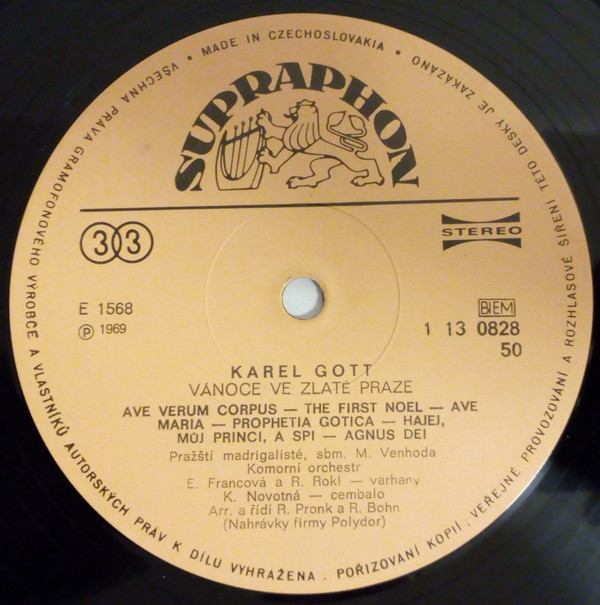 VŠECHNA PRÁVA GRAMOFONOVÉHO VÝROBCE A VLASTNÍKŮ AUTORSKÝCH PRÁV K DÍLU VYHRAŽENA . POŘIZOVÁNÍ KOPIÍ, VEŘEJNÉ PROVOZOVÁNÍ A ROZHLASOVÉ ŠÍŘENÍ TÉTO DESKY JE ZAKÁZÁNO
• MADE IN CZECHOSLOVAKIA •
SUPRAPHON
33
STEREO
E 1568
BIEM
Ⓟ 1969
1 13 0828
50
KAREL GOTT
VÁNOCE VE ZLATÉ PRAZE
AVE VERUM CORPUS — THE FIRST NOEL — AVE
MARIA — PROPHETIA GOTICA — HAJEJ,
MŮJ PRINCI, A SPI — AGNUS DEI
Pražští madrigalisté, sbm. M. Venhoda
Komorní orchestr
E. Francová a R. Rokl — varhany
K. Novotná — cembalo
Arr. a řídí R. Pronk a R. Bohn
(Nahrávky firmy Polydor)